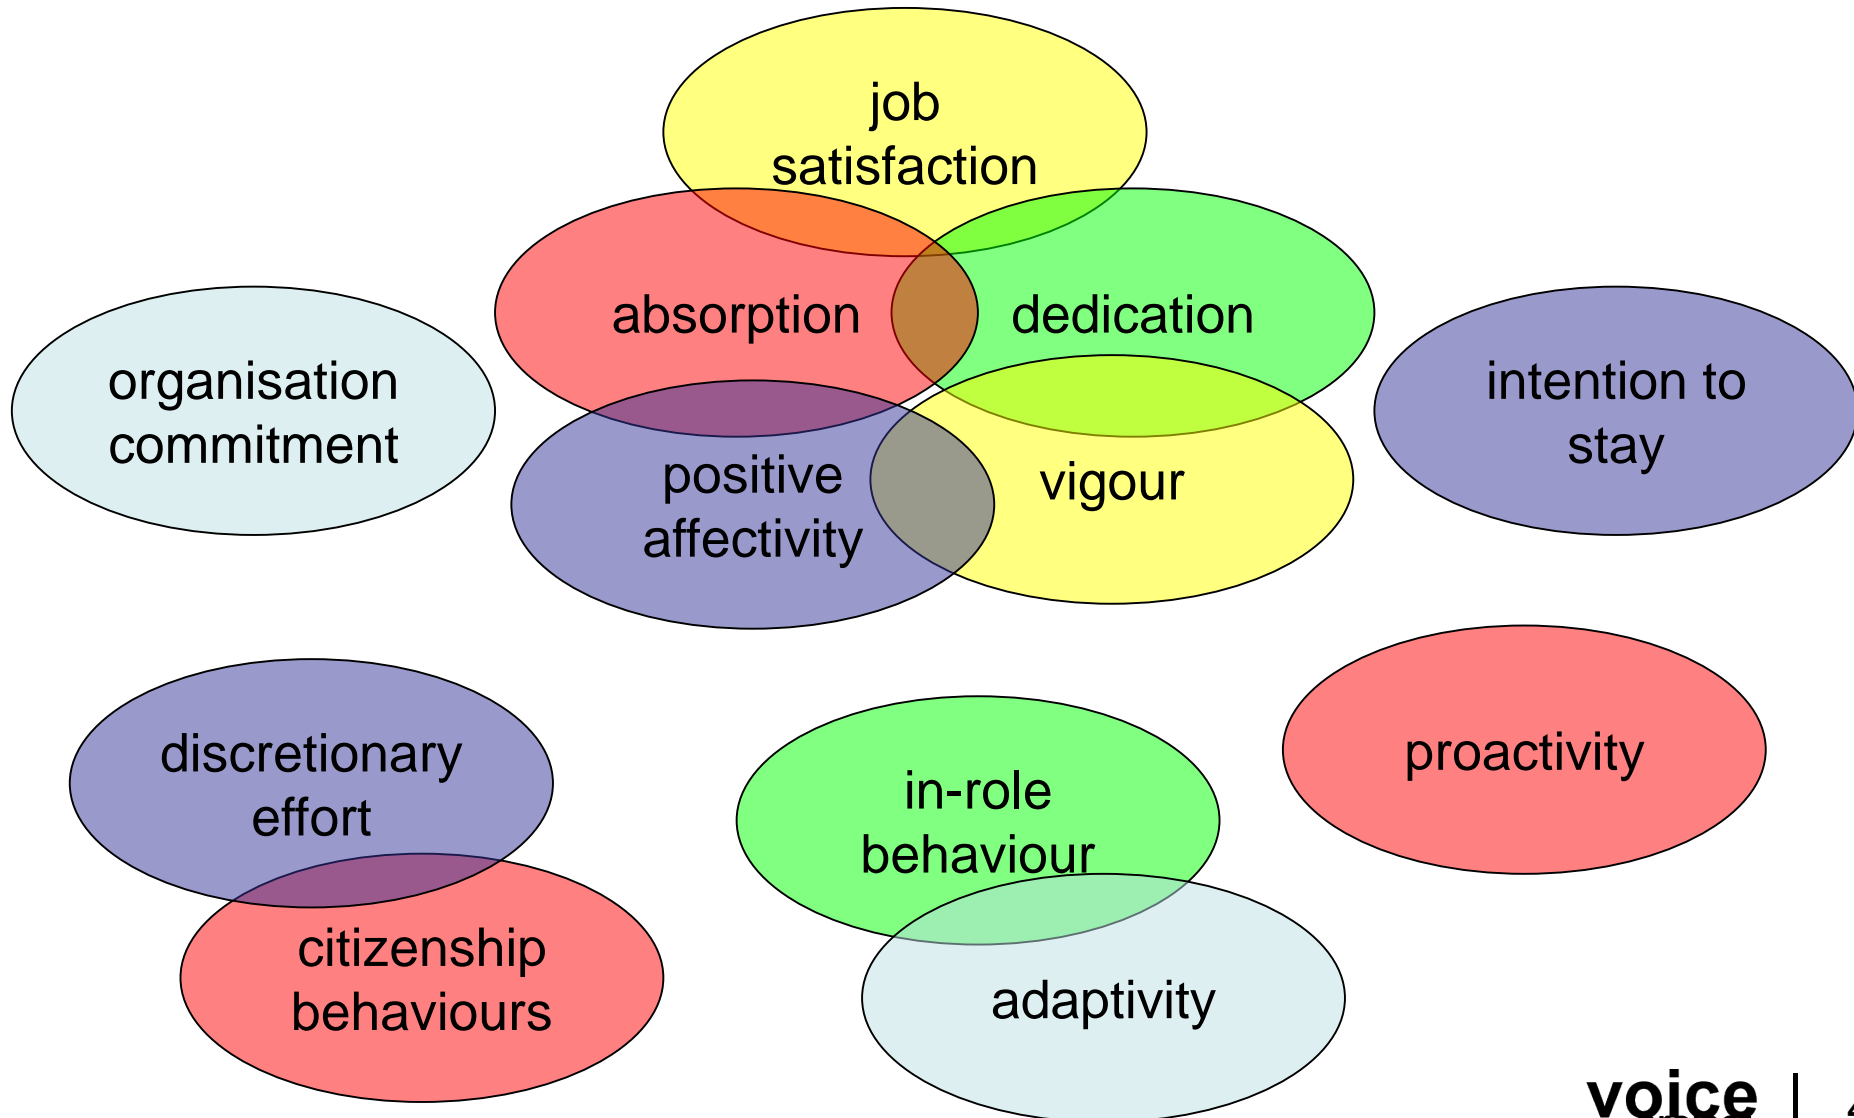 job
satisfaction
absorption
dedication
organisation
commitment
intention to
stay
positive
affectivity
vigour
discretionary
effort
in-role
behaviour
proactivity
citizenship
behaviours
adaptivity
voice